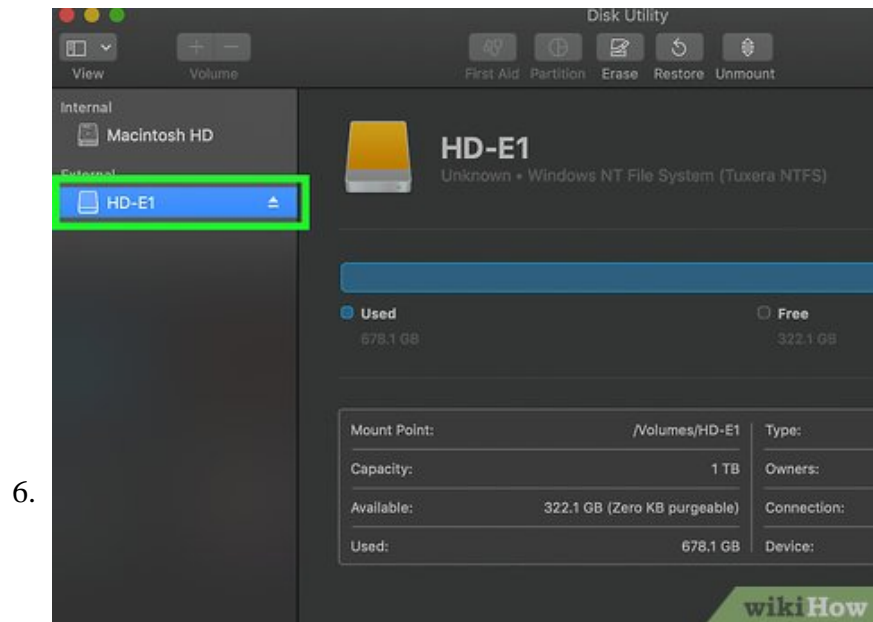 Disk Utility
View
Volume
First Aid
Partition
Erase
Restore
Unmount
Internal
Macintosh HD
External
HD-E1
HD-E1
Unknown • Windows NT File System (Tuxera NTFS)
Used
678.1 GB
Free
322.1 GB
Mount Point: /Volumes/HD-E1
Type:
Capacity: 1 TB
Owners:
Available: 322.1 GB (Zero KB purgeable)
Connection:
Used: 678.1 GB
Device:
6.
wikiHow